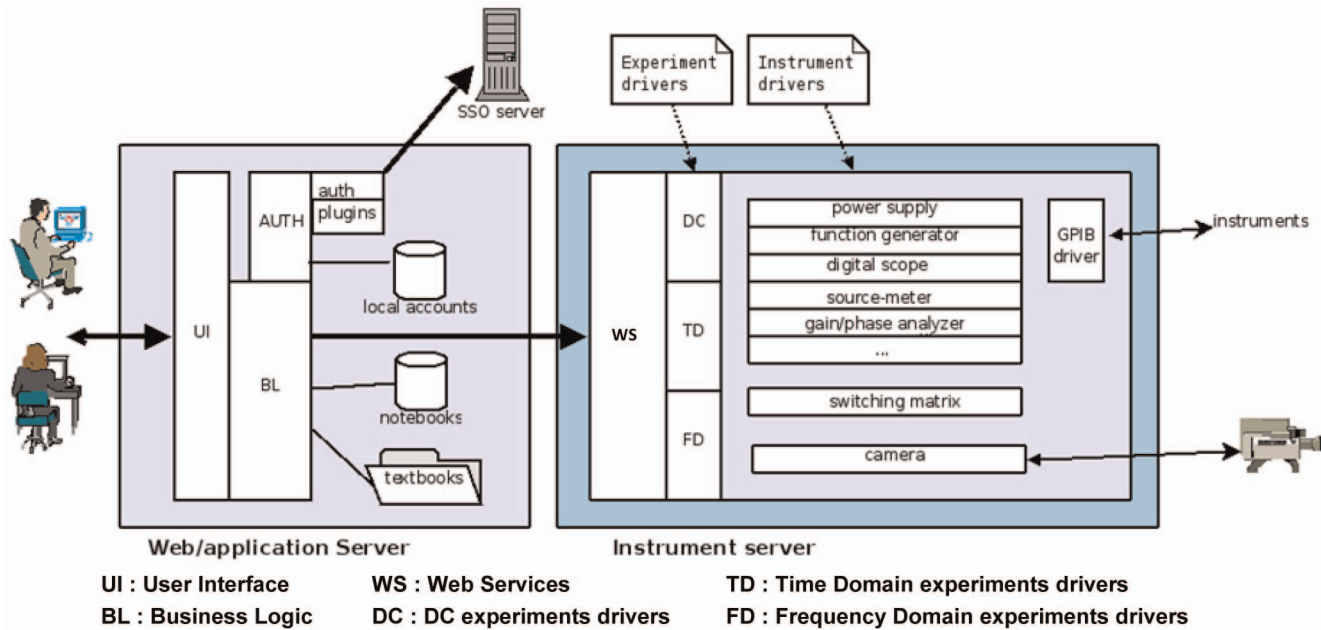 Experiment
drivers
Instrument
drivers
SSO server
auth
plugins
AUTH
DC
power supply
function generator
GPIB
driver
instruments
digital scope
local accounts
source-meter
UI
WS
TD
gain/phase analyzer
...
BL
notebooks
switching matrix
FD
camera
textbooks
Web/application Server
Instrument server
UI : User Interface
WS : Web Services
TD : Time Domain experiments drivers
BL : Business Logic
DC : DC experiments drivers
FD : Frequency Domain experiments drivers